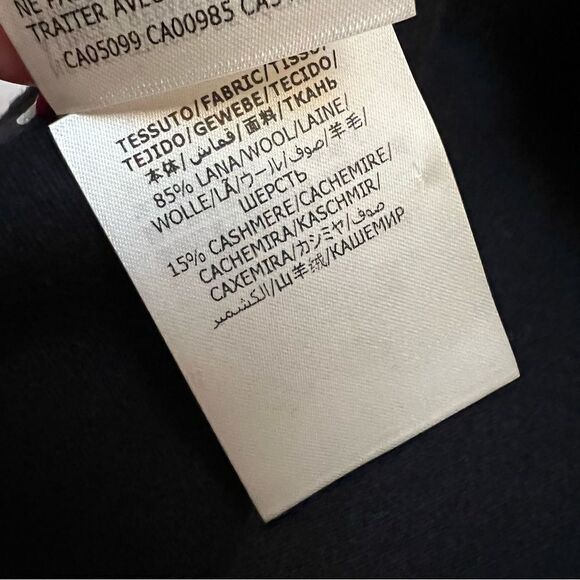 TRAITER AVEC
CA05099 CA00985 CA5
TESSUTO/FABRIC/TISSU/
TEJIDO/GEWEBE/TECIDO/
本体/قماش/面料/ТКАНЬ
85% LANA/WOOL/LAINE/
WOLLE/LÃ/ウール/صوف/羊毛/
ШЕРСТЬ
15% CASHMERE/CACHEMIRE/
CACHEMIRA/KASCHMIR/
CAXEMIRA/カシミヤ/صوف
الكشمير/山羊绒/КАШЕМИР